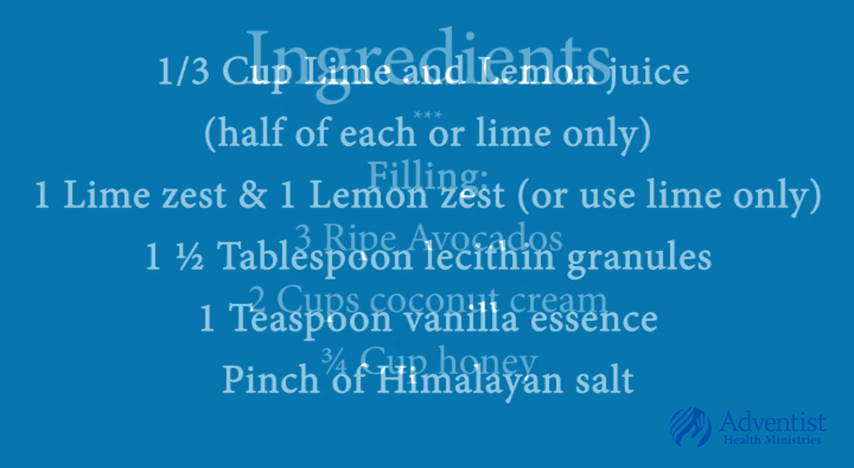 Ingredients
1/3 Cup Lime and Lemon juice
***
(half of each or lime only)
Filling:
1 Lime zest & 1 Lemon zest (or use lime only)
3 Ripe Avocados
1 ½ Tablespoon lecithin granules
2 Cups coconut cream
1 Teaspoon vanilla essence
¾ Cup honey
Pinch of Himalayan salt
Adventist
Health Ministries